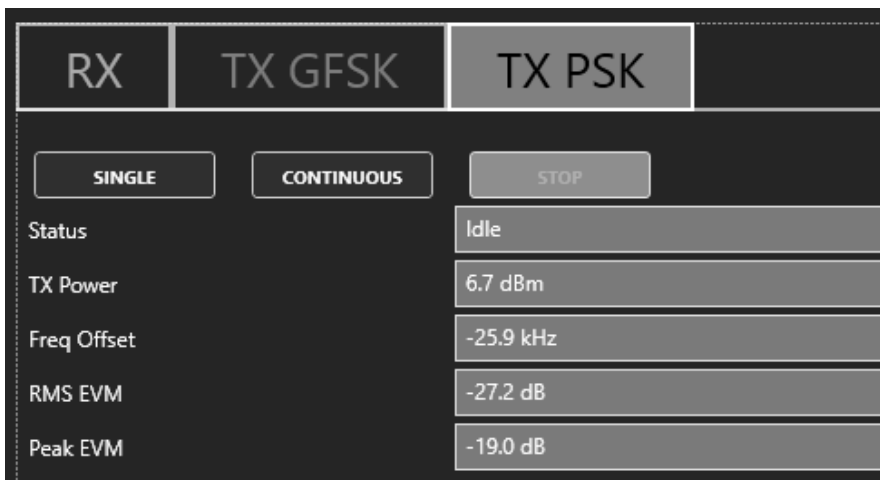 RX TX GFSK TX PSK
SINGLE CONTINUOUS STOP
Status Idle
TX Power 6.7 dBm
Freq Offset -25.9 kHz
RMS EVM -27.2 dB
Peak EVM -19.0 dB